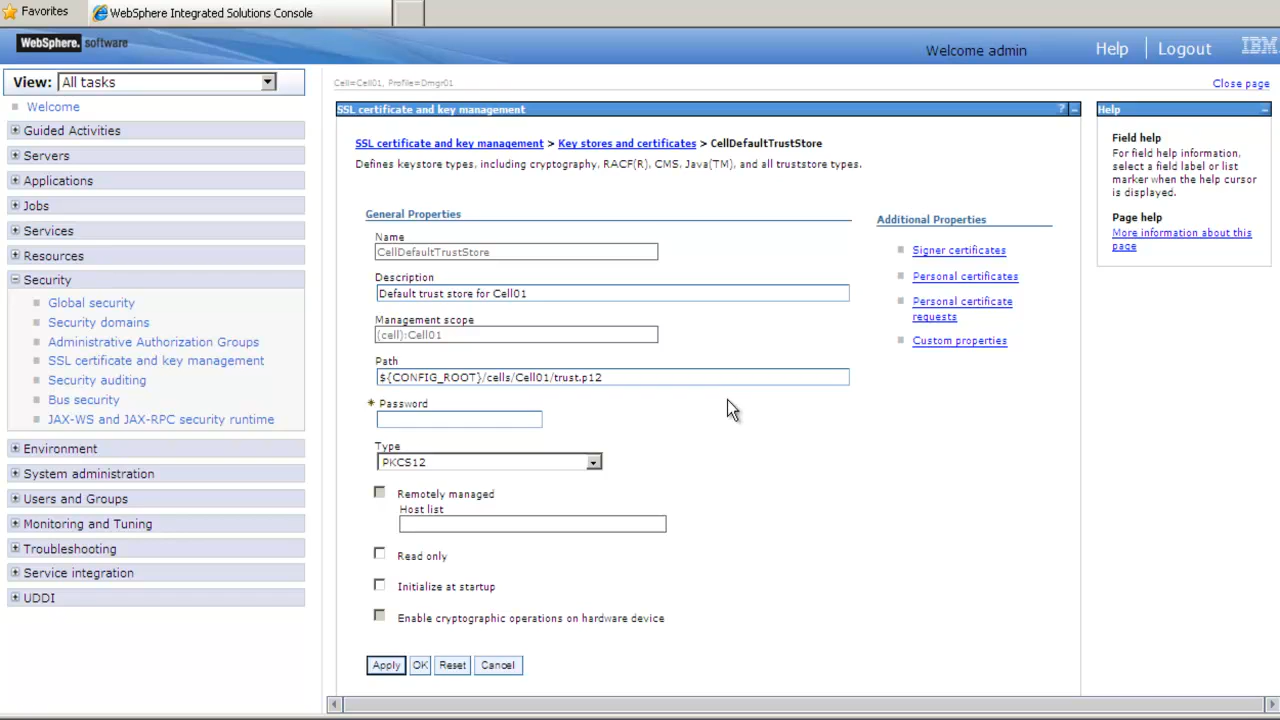 Favorites
WebSphere Integrated Solutions Console
WebSphere. software
Welcome admin
Help
Logout
IBM
View: All tasks
Cell=Cell01, Profile=Dmgr01
Close page
Welcome
Guided Activities
Servers
Applications
Jobs
Services
Resources
Security
Global security
Security domains
Administrative Authorization Groups
SSL certificate and key management
Security auditing
Bus security
JAX-WS and JAX-RPC security runtime
Environment
System administration
Users and Groups
Monitoring and Tuning
Troubleshooting
Service integration
UDDI
SSL certificate and key management
? –
SSL certificate and key management > Key stores and certificates > CellDefaultTrustStore
Defines keystore types, including cryptography, RACF(R), CMS, Java(TM), and all truststore types.
General Properties
Name
CellDefaultTrustStore
Description
Default trust store for Cell01
Management scope
(cell):Cell01
Path
${CONFIG_ROOT}/cells/Cell01/trust.p12
* Password
Type
PKCS12
Remotely managed
Host list
Read only
Initialize at startup
Enable cryptographic operations on hardware device
Apply
OK
Reset
Cancel
Additional Properties
Signer certificates
Personal certificates
Personal certificate
requests
Custom properties
Help
Field help
For field help information,
select a field label or list
marker when the help cursor
is displayed.
Page help
More information about this
page